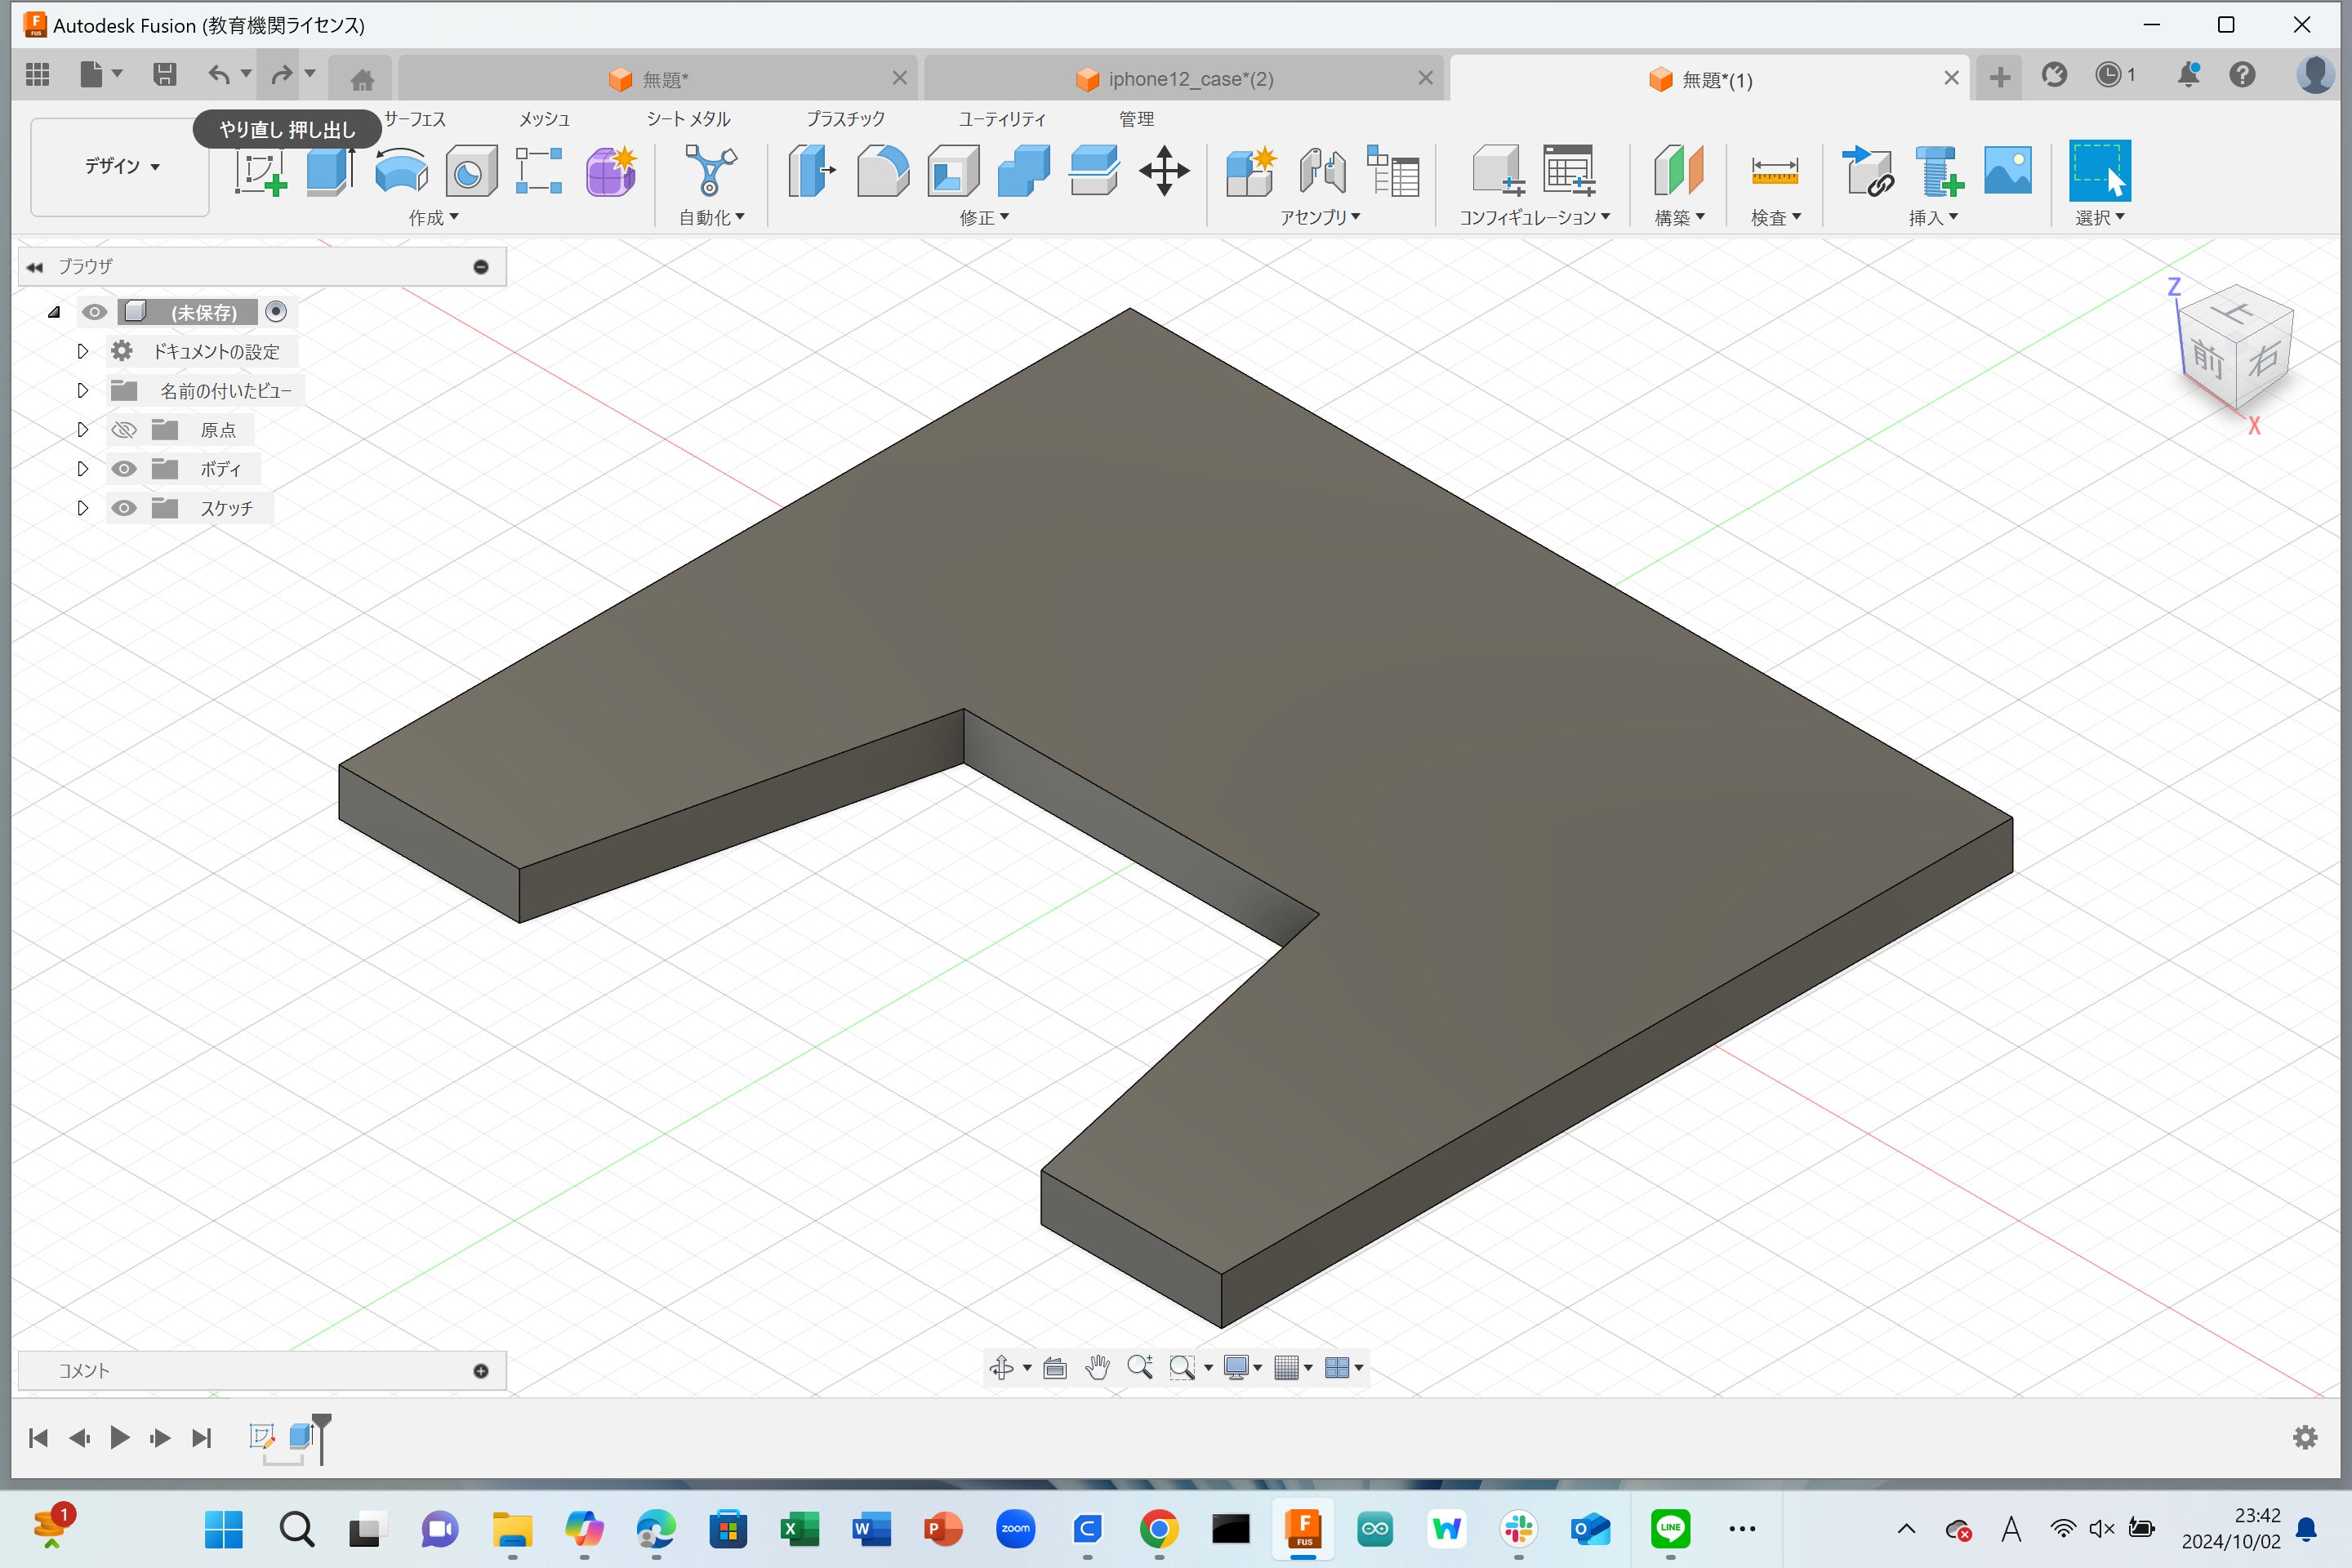 Autodesk Fusion (教育機関ライセンス)
無題*
iphone12_case*(2)
無題*(1)
1
やり直し 押し出し
サーフェス
メッシュ
シート メタル
プラスチック
ユーティリティ
管理
デザイン
作成
自動化
修正
アセンブリ
コンフィギュレーション
構築
検査
挿入
選択
ブラウザ
(未保存)
ドキュメントの設定
名前の付いたビュー
原点
ボディ
スケッチ
Z
上
前
右
X
コメント
1
zoom
LINE
A
23:42
2024/10/02